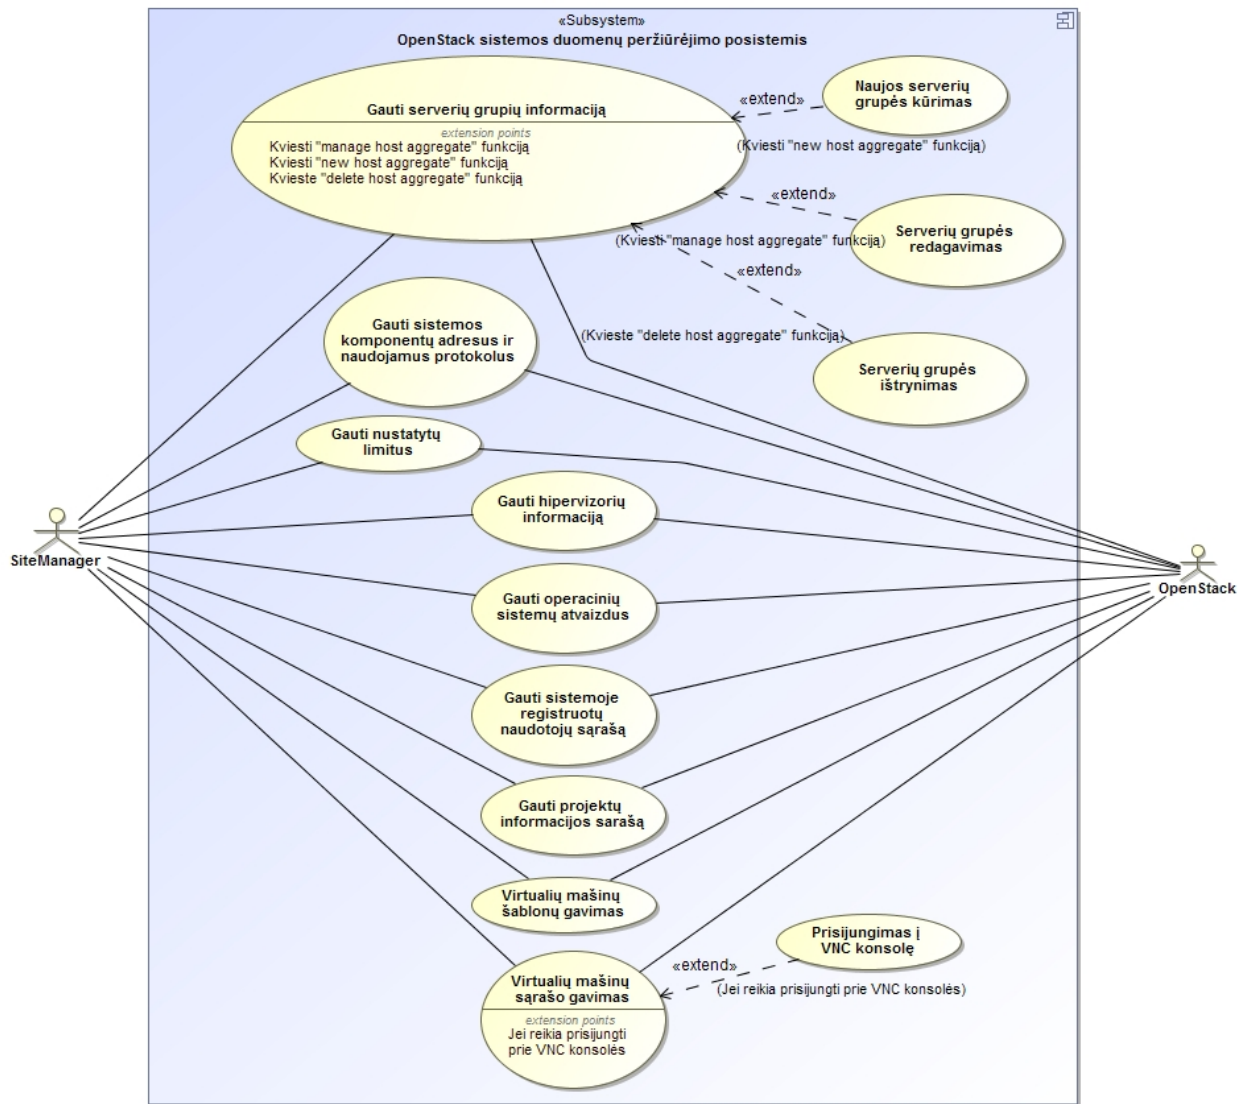 «Subsystem»
OpenStack sistemos duomenų peržiūrėjimo posistemis
Gauti serverių grupių informaciją
extension points
Kviesti "manage host aggregate" funkciją
Kviesti "new host aggregate" funkciją
Kvieste "delete host aggregate" funkciją
«extend»
Naujos serverių
grupės kūrimas
(Kviesti "new host aggregate" funkciją)
«extend»
Serverių grupės
redagavimas
(Kviesti "manage host aggregate" funkciją)
«extend»
(Kvieste "delete host aggregate" funkciją)
Serverių grupės
ištrynimas
Gauti sistemos
komponentų adresus ir
naudojamus protokolus
Gauti nustatytų
limitus
Gauti hipervizorių
informaciją
SiteManager
OpenStack
Gauti operacinių
sistemų atvaizdus
Gauti sistemoje
registruotų
naudotojų sąrašą
Gauti projektų
informacijos sarašą
Virtualių mašinų
šablonų gavimas
Prisijungimas į
VNC konsolę
«extend»
(Jei reikia prisijungti prie VNC konsolės)
Virtualių mašinų
sąrašo gavimas
extension points
Jei reikia prisijungti
prie VNC konsolės